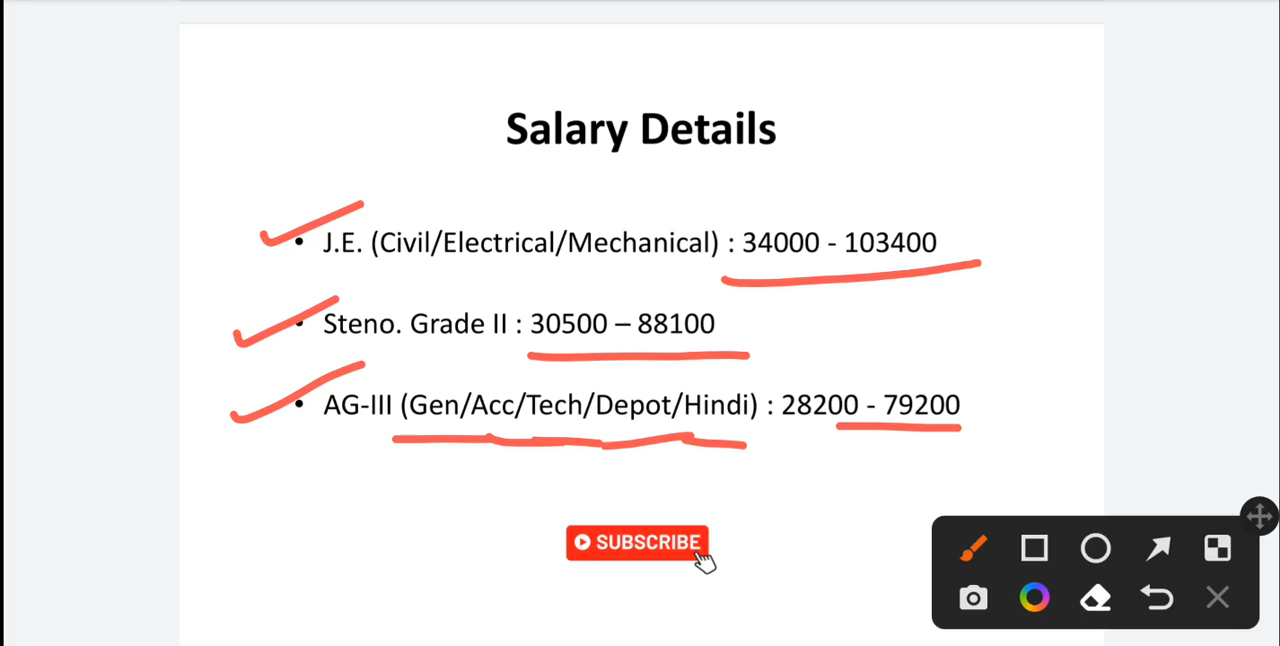 Salary Details
• J.E. (Civil/Electrical/Mechanical) : 34000 - 103400
• Steno. Grade II : 30500 – 88100
• AG-III (Gen/Acc/Tech/Depot/Hindi) : 28200 - 79200
SUBSCRIBE